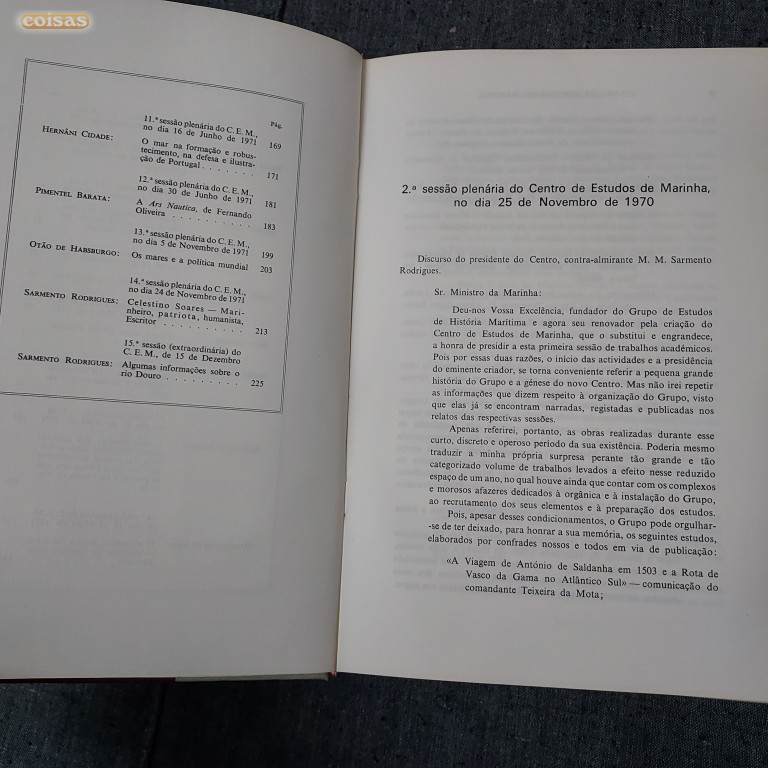 coisas
Pág.
11.ª sessão plenária do C. E. M.,
no dia 16 de Junho de 1971 169
HERNÂNI CIDADE: O mar na formação e robus-
tecimento, na defesa e ilustra-
ção de Portugal . . . . . . . 171
12.ª sessão plenária do C. E. M.,
no dia 30 de Junho de 1971 181
PIMENTEL BARATA: A Ars Nautica, de Fernando
Oliveira . . . . . . . . . . 183
13.ª sessão plenária do C. E. M.,
no dia 5 de Novembro de 1971 199
OTÃO DE HABSBURGO: Os mares e a política mundial 203
14.ª sessão plenária do C. E. M.,
no dia 24 de Novembro de 1971
SARMENTO RODRIGUES: Celestino Soares — Mari-
nheiro, patriota, humanista,
Escritor . . . . . . . . . . 213
15.ª sessão (extraordinária) do
C. E. M., de 15 de Dezembro
SARMENTO RODRIGUES: Algumas informações sobre o
rio Douro . . . . . . . . . 225
2.ª sessão plenária do Centro de Estudos de Marinha,
no dia 25 de Novembro de 1970
Discurso do presidente do Centro, contra-almirante M. M. Sarmento
Rodrigues.
Sr. Ministro da Marinha:
Deu-nos Vossa Excelência, fundador do Grupo de Estudos
de História Marítima e agora seu renovador pela criação do
Centro de Estudos de Marinha, que o substitui e engrandece,
a honra de presidir a esta primeira sessão de trabalhos académicos.
Pois por essas duas razões, o início das actividades e a presidência
do eminente criador, se torna conveniente referir a pequena grande
história do Grupo e a génese do novo Centro. Mas não irei repetir
as informações que dizem respeito à organização do Grupo, visto
que elas já se encontram narradas, registadas e publicadas nos
relatos das respectivas sessões.
Apenas referirei, portanto, as obras realizadas durante esse
curto, discreto e operoso período da sua existência. Poderia mesmo
traduzir a minha própria surpresa perante tão grande e tão
categorizado volume de trabalhos levados a efeito nesse reduzido
espaço de um ano, no qual houve ainda que contar com os complexos
e morosos afazeres dedicados à orgânica e à instalação do Grupo,
ao recrutamento dos seus elementos e à preparação dos estudos.
Pois, apesar desses condicionamentos, o Grupo pode orgulhar-
-se de ter deixado, para honrar a sua memória, os seguintes estudos,
elaborados por confrades nossos e todos em via de publicação:
«A Viagem de António de Saldanha em 1503 e a Rota de
Vasco da Gama no Atlântico Sul» — comunicação do
comandante Teixeira da Mota;